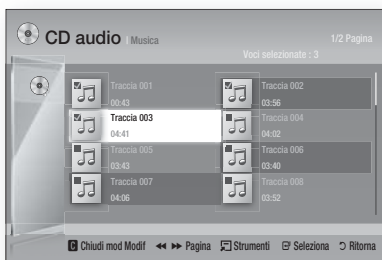 CD audio | Musica
1/2 Pagina
Voci selezionate : 3
Traccia 001
00:43
Traccia 002
03:56
Traccia 003
04:41
Traccia 004
04:02
Traccia 005
03:43
Traccia 006
03:40
Traccia 007
04:06
Traccia 008
03:52
C Chiudi mod Modif Pagina Strumenti Seleziona Ritorna